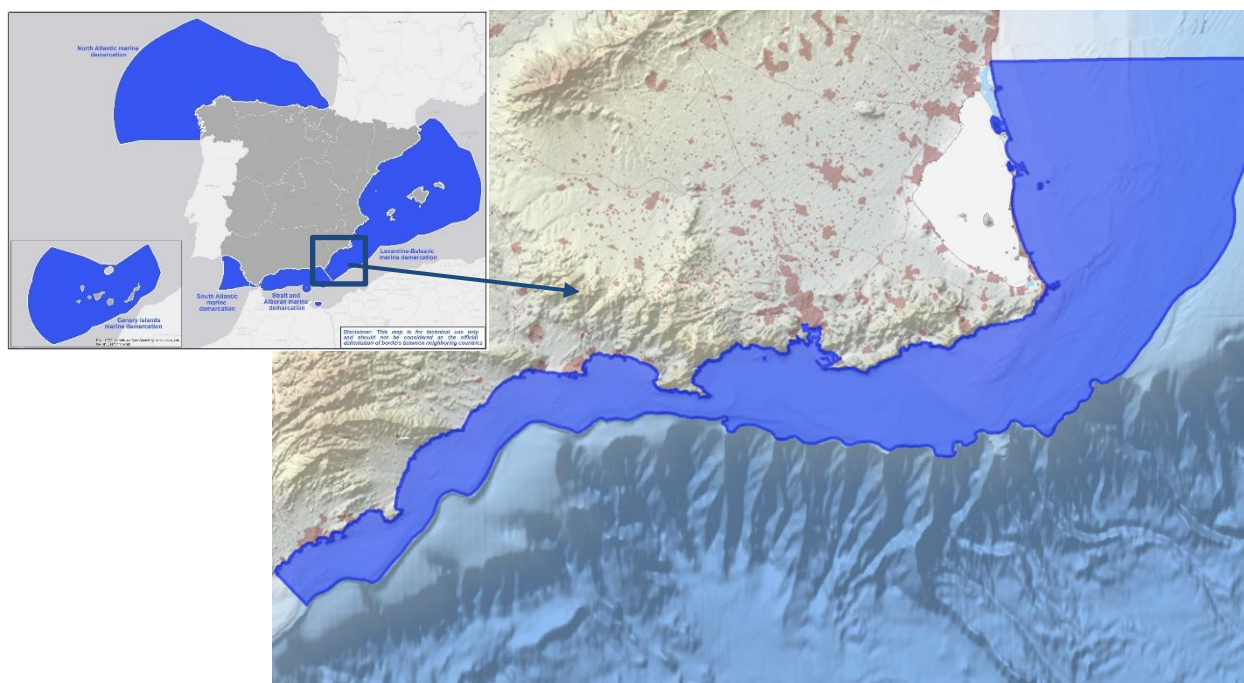 North Atlantic marine
demarcation
Levantine-Balearic
marine demarcation
South Atlantic
marine
demarcation
Strait and
Alboran marine
demarcation
Canary Islands
marine demarcation
Disclaimer: This map is for technical use only
and should not be considered as the official
delimitation of borders between neighboring countries